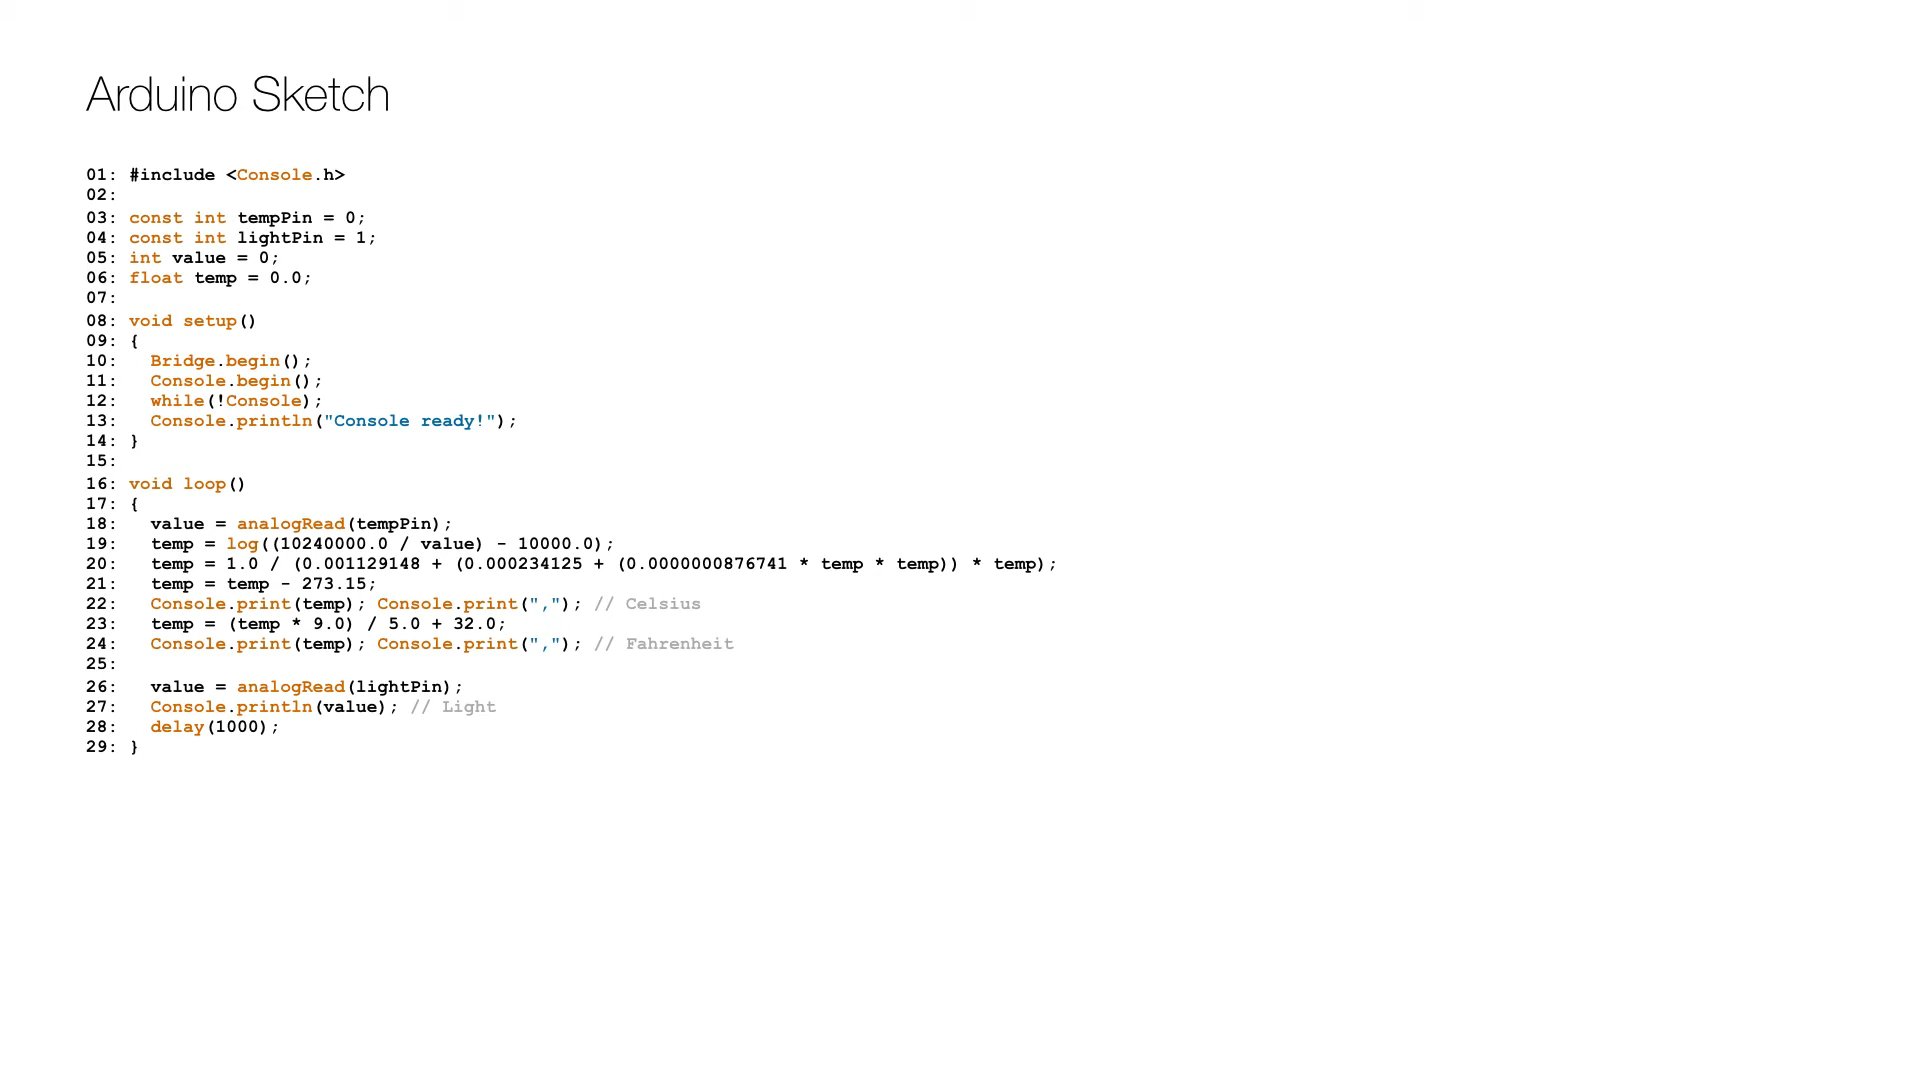 Arduino Sketch
01: #include <Console.h>
02:
03: const int tempPin = 0;
04: const int lightPin = 1;
05: int value = 0;
06: float temp = 0.0;
07:
08: void setup()
09: {
10:   Bridge.begin();
11:   Console.begin();
12:   while(!Console);
13:   Console.println("Console ready!");
14: }
15:
16: void loop()
17: {
18:   value = analogRead(tempPin);
19:   temp = log((10240000.0 / value) - 10000.0);
20:   temp = 1.0 / (0.001129148 + (0.000234125 + (0.0000000876741 * temp * temp)) * temp);
21:   temp = temp - 273.15;
22:   Console.print(temp); Console.print(","); // Celsius
23:   temp = (temp * 9.0) / 5.0 + 32.0;
24:   Console.print(temp); Console.print(","); // Fahrenheit
25:
26:   value = analogRead(lightPin);
27:   Console.println(value); // Light
28:   delay(1000);
29: }